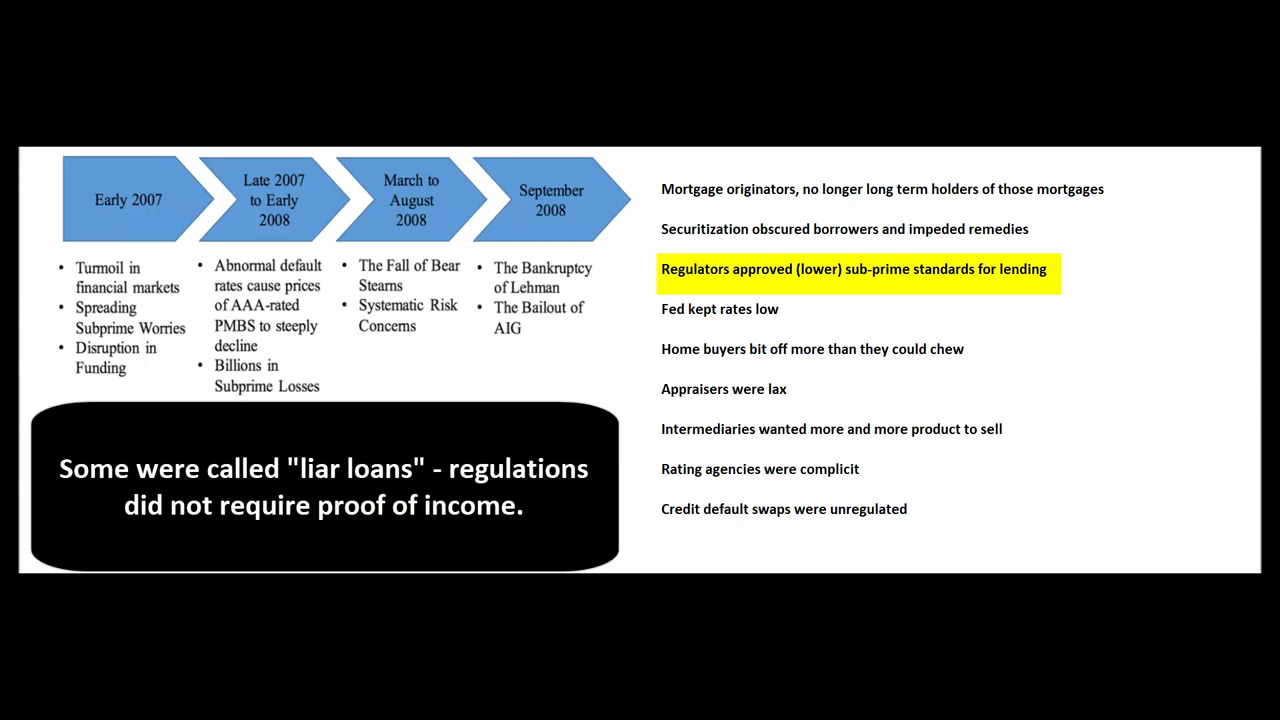 Early 2007
Late 2007
to Early
2008
March to
August
2008
September
2008
• Turmoil in
financial markets
• Spreading
Subprime Worries
• Disruption in
Funding
• Abnormal default
rates cause prices
of AAA-rated
PMBS to steeply
decline
• Billions in
Subprime Losses
• The Fall of Bear
Stearns
• Systematic Risk
Concerns
• The Bankruptcy
of Lehman
• The Bailout of
AIG
Some were called "liar loans" - regulations
did not require proof of income.
Mortgage originators, no longer long term holders of those mortgages
Securitization obscured borrowers and impeded remedies
Regulators approved (lower) sub-prime standards for lending
Fed kept rates low
Home buyers bit off more than they could chew
Appraisers were lax
Intermediaries wanted more and more product to sell
Rating agencies were complicit
Credit default swaps were unregulated